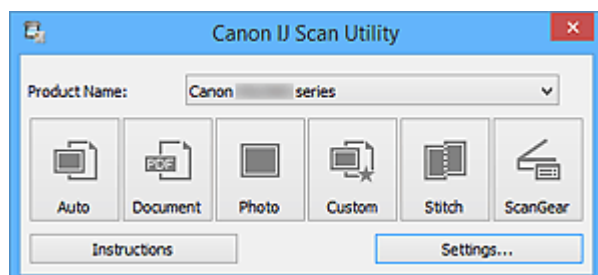 Canon IJ Scan Utility
Product Name: Canon series
PDF
Auto Document Photo Custom Stitch ScanGear
Instructions Settings...